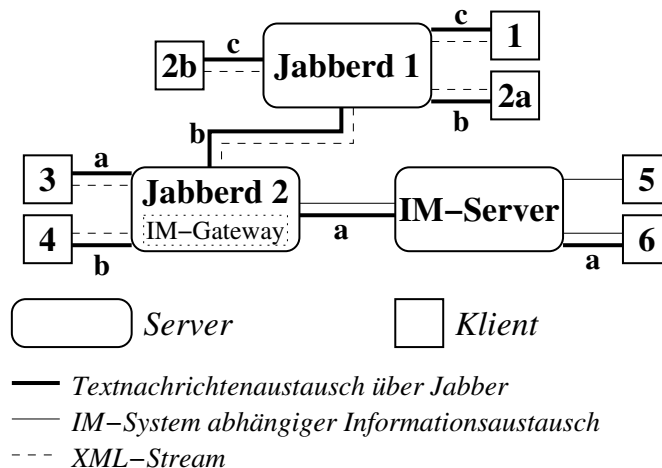 c
c
1
2b
Jabberd 1
2a
b
b
a
3
Jabberd 2
IM−Server
5
4
IM−Gateway
a
6
b
a
Server
Klient
Textnachrichtenaustausch über Jabber
IM−System abhängiger Informationsaustausch
XML−Stream